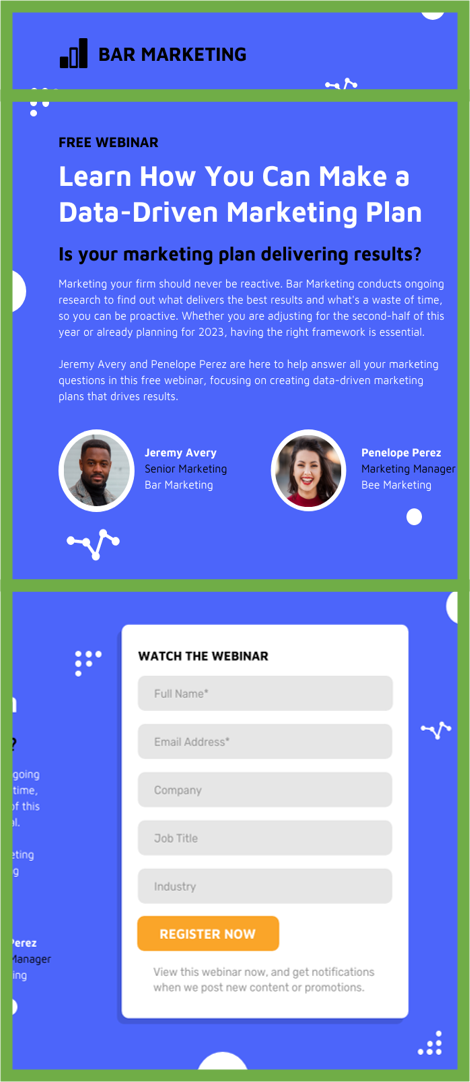 BAR MARKETING
FREE WEBINAR
Learn How You Can Make a
Data-Driven Marketing Plan
Is your marketing plan delivering results?
Marketing your firm should never be reactive. Bar Marketing conducts ongoing
research to find out what delivers the best results and what's a waste of time,
so you can be proactive. Whether you are adjusting for the second-half of this
year or already planning for 2023, having the right framework is essential.
Jeremy Avery and Penelope Perez are here to help answer all your marketing
questions in this free webinar, focusing on creating data-driven marketing
plans that drives results.
Jeremy Avery
Senior Marketing
Bar Marketing
Penelope Perez
Marketing Manager
Bee Marketing
?
going
time,
of this
al.
eting
g
Perez
Manager
ing
WATCH THE WEBINAR
Full Name*
Email Address*
Company
Job Title
Industry
REGISTER NOW
View this webinar now, and get notifications
when we post new content or promotions.